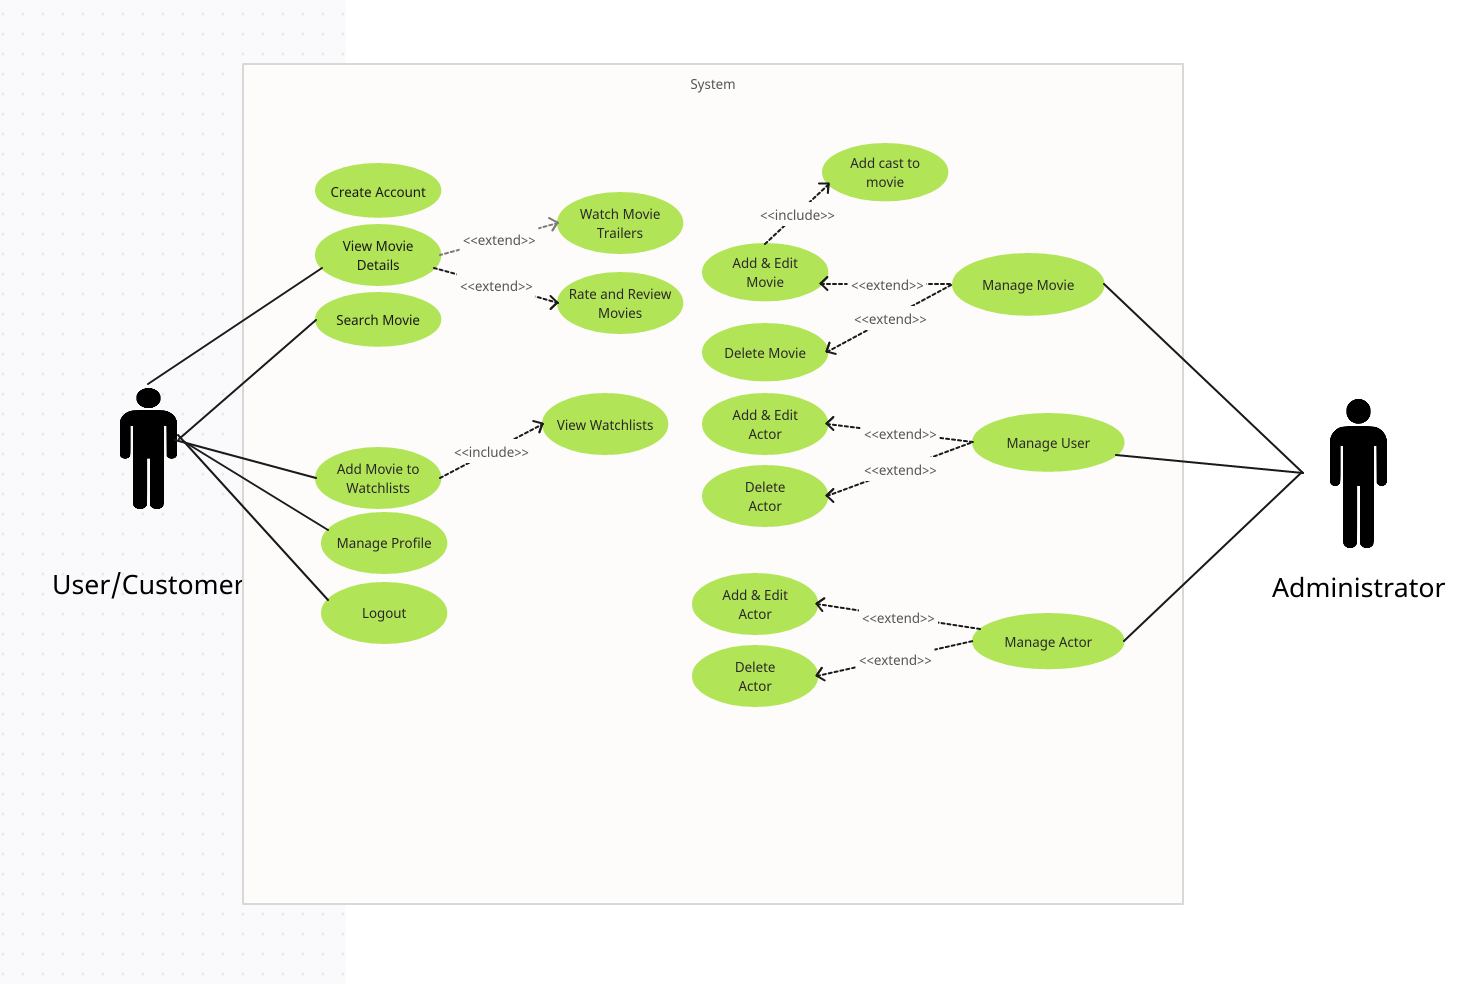 System
Create Account
View Movie
Details
Search Movie
<<extend>>
<<extend>>
Watch Movie
Trailers
Rate and Review
Movies
Add Movie to
Watchlists
<<include>>
View Watchlists
Manage Profile
Logout
User/Customer
Add cast to
movie
<<include>>
Add & Edit
Movie
<<extend>>
Manage Movie
<<extend>>
Delete Movie
Add & Edit
Actor
<<extend>>
Manage User
<<extend>>
Delete
Actor
Add & Edit
Actor
<<extend>>
Manage Actor
<<extend>>
Delete
Actor
Administrator